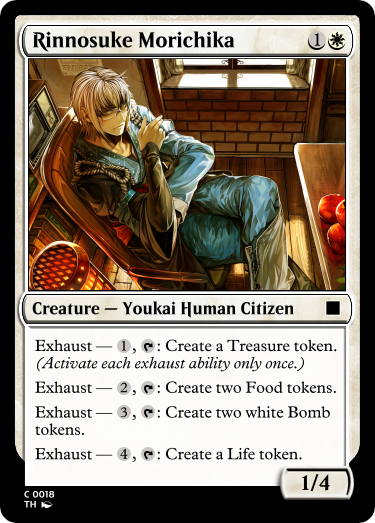 Rinnosuke Morichika 1
Creature — Youkai Human Citizen
Exhaust — 1, : Create a Treasure token.
(Activate each exhaust ability only once.)
Exhaust — 2, : Create two Food tokens.
Exhaust — 3, : Create two white Bomb
tokens.
Exhaust — 4, : Create a Life token.
1/4
C 0018
TH